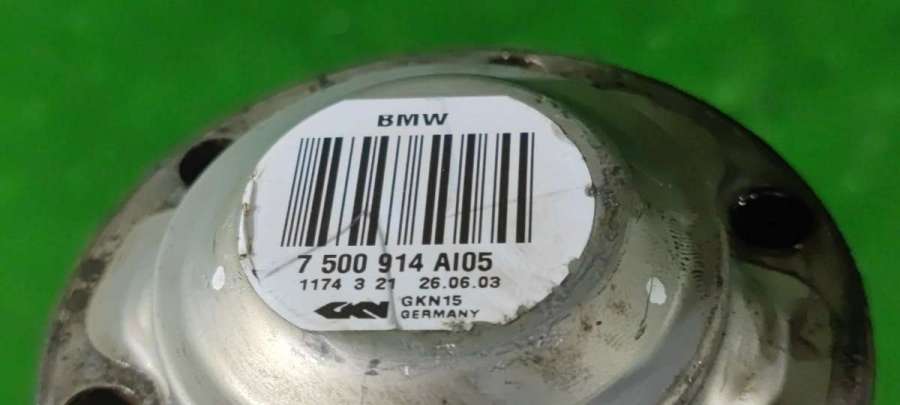 BMW
7 500 914 AI05
1174 3 21 26.06.03
GKN GKN15
GERMANY